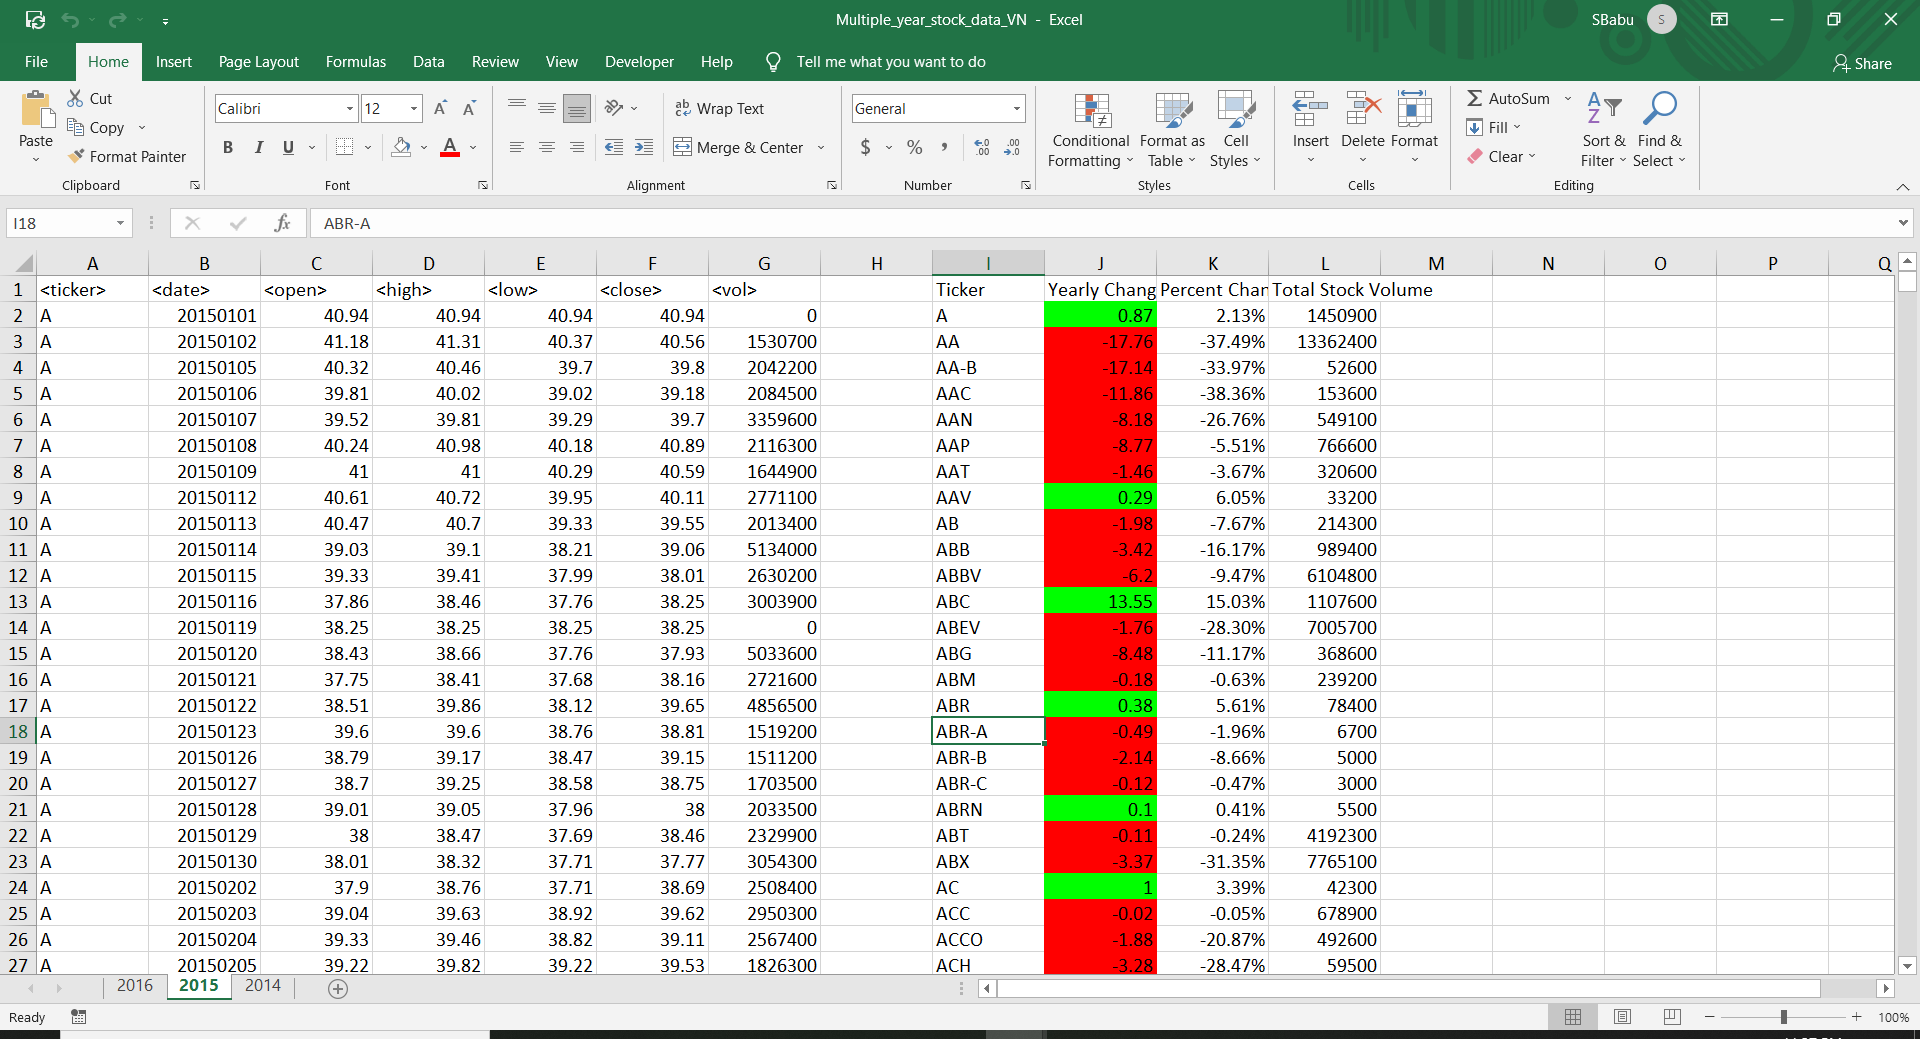 Multiple_year_stock_data_VN - Excel
SBabu S
File Home Insert Page Layout Formulas Data Review View Developer Help Tell me what you want to do Share
Paste
Cut
Copy
Format Painter
Clipboard
Calibri 12 A A
B I U A
Font
ab Wrap Text
Merge & Center
Alignment
General
$ % ,
Number
Conditional Formatting
Format as Table
Cell Styles
Styles
Insert Delete Format
Cells
AutoSum
Fill
Clear
Sort & Filter
Find & Select
Editing
I18 fx ABR-A
A B C D E F G H I J K L M N O P Q
1 <ticker> <date> <open> <high> <low> <close> <vol> Ticker Yearly Chang Percent Chan Total Stock Volume
2 A 20150101 40.94 40.94 40.94 40.94 0 A 0.87 2.13% 1450900
3 A 20150102 41.18 41.31 40.37 40.56 1530700 AA -17.76 -37.49% 13362400
4 A 20150105 40.32 40.46 39.7 39.8 2042200 AA-B -17.14 -33.97% 52600
5 A 20150106 39.81 40.02 39.02 39.18 2084500 AAC -11.86 -38.36% 153600
6 A 20150107 39.52 39.81 39.29 39.7 3359600 AAN -8.18 -26.76% 549100
7 A 20150108 40.24 40.98 40.18 40.89 2116300 AAP -8.77 -5.51% 766600
8 A 20150109 41 41 40.29 40.59 1644900 AAT -1.46 -3.67% 320600
9 A 20150112 40.61 40.72 39.95 40.11 2771100 AAV 0.29 6.05% 33200
10 A 20150113 40.47 40.7 39.33 39.55 2013400 AB -1.98 -7.67% 214300
11 A 20150114 39.03 39.1 38.21 39.06 5134000 ABB -3.42 -16.17% 989400
12 A 20150115 39.33 39.41 37.99 38.01 2630200 ABBV -6.2 -9.47% 6104800
13 A 20150116 37.86 38.46 37.76 38.25 3003900 ABC 13.55 15.03% 1107600
14 A 20150119 38.25 38.25 38.25 38.25 0 ABEV -1.76 -28.30% 7005700
15 A 20150120 38.43 38.66 37.76 37.93 5033600 ABG -8.48 -11.17% 368600
16 A 20150121 37.75 38.41 37.68 38.16 2721600 ABM -0.18 -0.63% 239200
17 A 20150122 38.51 39.86 38.12 39.65 4856500 ABR 0.38 5.61% 78400
18 A 20150123 39.6 39.6 38.76 38.81 1519200 ABR-A -0.49 -1.96% 6700
19 A 20150126 38.79 39.17 38.47 39.15 1511200 ABR-B -2.14 -8.66% 5000
20 A 20150127 38.7 39.25 38.58 38.75 1703500 ABR-C -0.12 -0.47% 3000
21 A 20150128 39.01 39.05 37.96 38 2033500 ABRN 0.1 0.41% 5500
22 A 20150129 38 38.47 37.69 38.46 2329900 ABT -0.11 -0.24% 4192300
23 A 20150130 38.01 38.32 37.71 37.77 3054300 ABX -3.37 -31.35% 7765100
24 A 20150202 37.9 38.76 37.71 38.69 2508400 AC 1 3.39% 42300
25 A 20150203 39.04 39.63 38.92 39.62 2950300 ACC -0.02 -0.05% 678900
26 A 20150204 39.33 39.46 38.82 39.11 2567400 ACCO -1.88 -20.87% 492600
27 A 20150205 39.22 39.82 39.22 39.53 1826300 ACH -3.28 -28.47% 59500
2016 2015 2014
Ready 100%